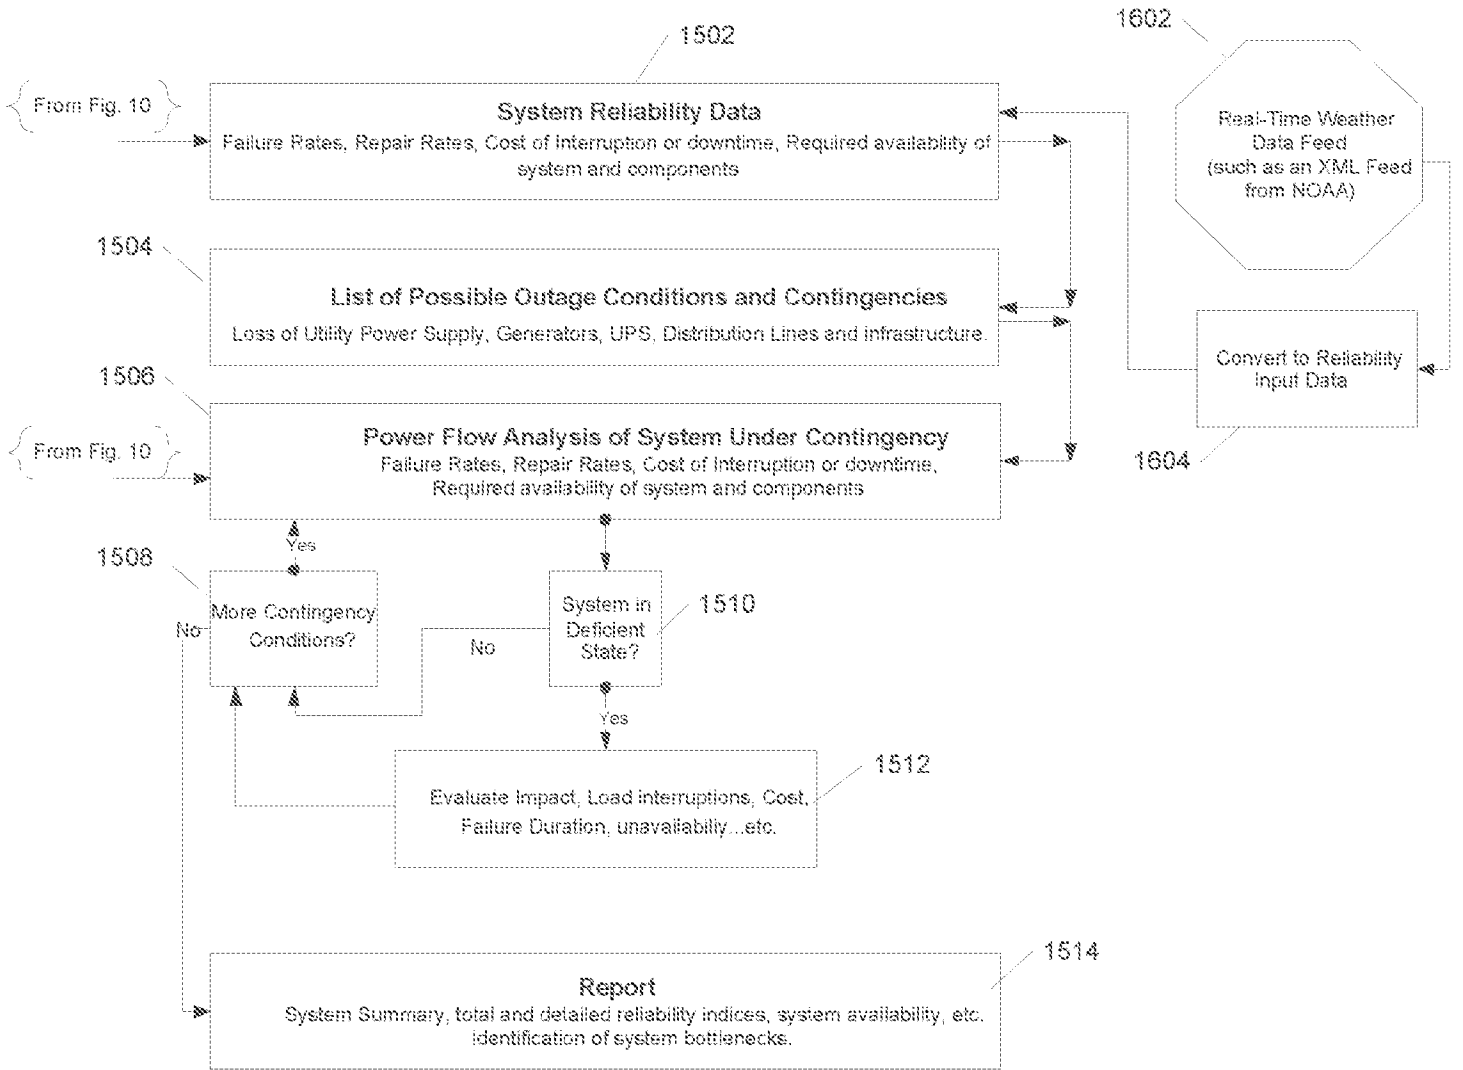 1502
1602
From Fig. 10
System Reliability Data
Failure Rates, Repair Rates, Cost of Interruption or downtime, Required availability of
system and components
Real-Time Weather
Data Feed
(such as an XML Feed
from NOAA)
1504
List of Possible Outage Conditions and Contingencies
Loss of Utility Power Supply, Generators, UPS, Distribution Lines and infrastructure.
Convert to Reliability
Input Data
1604
1506
From Fig. 10
Power Flow Analysis of System Under Contingency
Failure Rates, Repair Rates, Cost of Interruption or downtime,
Required availability of system and components
Yes
1508
More Contingency
Conditions?
No
System in
Deficient
State?
1510
No
Yes
1512
Evaluate Impact, Load interruptions, Cost,
Failure Duration, unavailabiliy...etc.
1514
Report
System Summary, total and detailed reliability indices, system availability, etc.
Identification of system bottlenecks.